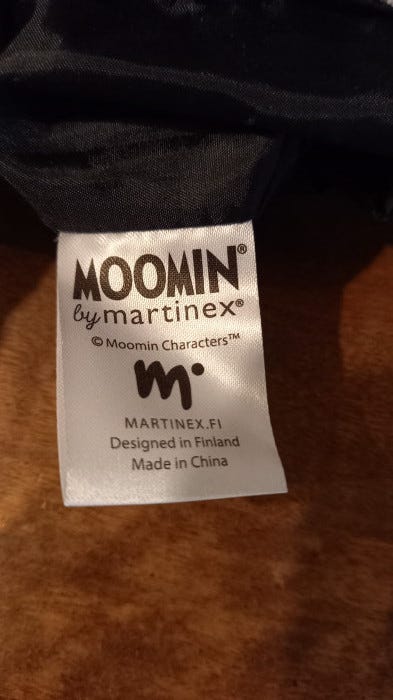 MOOMIN®
by martinex®
© Moomin Characters™
m
MARTINEX.FI
Designed in Finland
Made in China